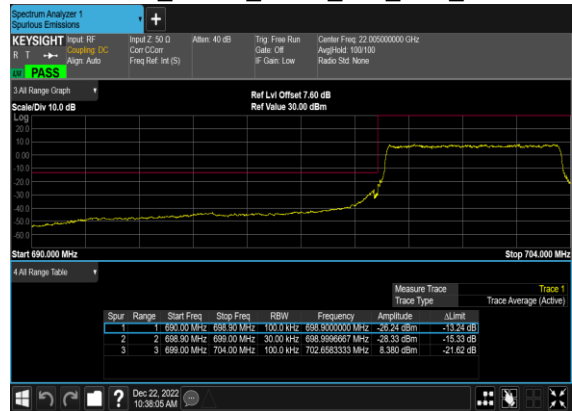 Spectrum Analyzer 1
Spurious Emissions
KEYSIGHT Input: RF Input Z: 50 Ω Atten: 40 dB Trig: Free Run Center Freq: 22.005000000 GHz
R T Coupling: DC Corr CCorr Gate: Off Avg|Hold: 100/100
Align: Auto Freq Ref: Int (S) IF Gain: Low Radio Std: None
PASS
3 All Range Graph
Ref Lvl Offset 7.60 dB
Scale/Div 10.0 dB Ref Value 30.00 dBm
Log
20.0
10.0
0.00
-10.0
-20.0
-30.0
-40.0
-50.0
-60.0
Start 690.000 MHz Stop 704.000 MHz
4 All Range Table
Measure Trace Trace 1
Trace Type Trace Average (Active)
Spur Range Start Freq Stop Freq RBW Frequency Amplitude ΔLimit
1 1 690.00 MHz 698.90 MHz 100.0 kHz 698.9000000 MHz -26.24 dBm -13.24 dB
2 2 698.90 MHz 699.00 MHz 30.00 kHz 698.9996667 MHz -28.33 dBm -15.33 dB
3 3 699.00 MHz 704.00 MHz 100.0 kHz 702.6583333 MHz 8.380 dBm -21.62 dB
? Dec 22, 2022
10:38:05 AM